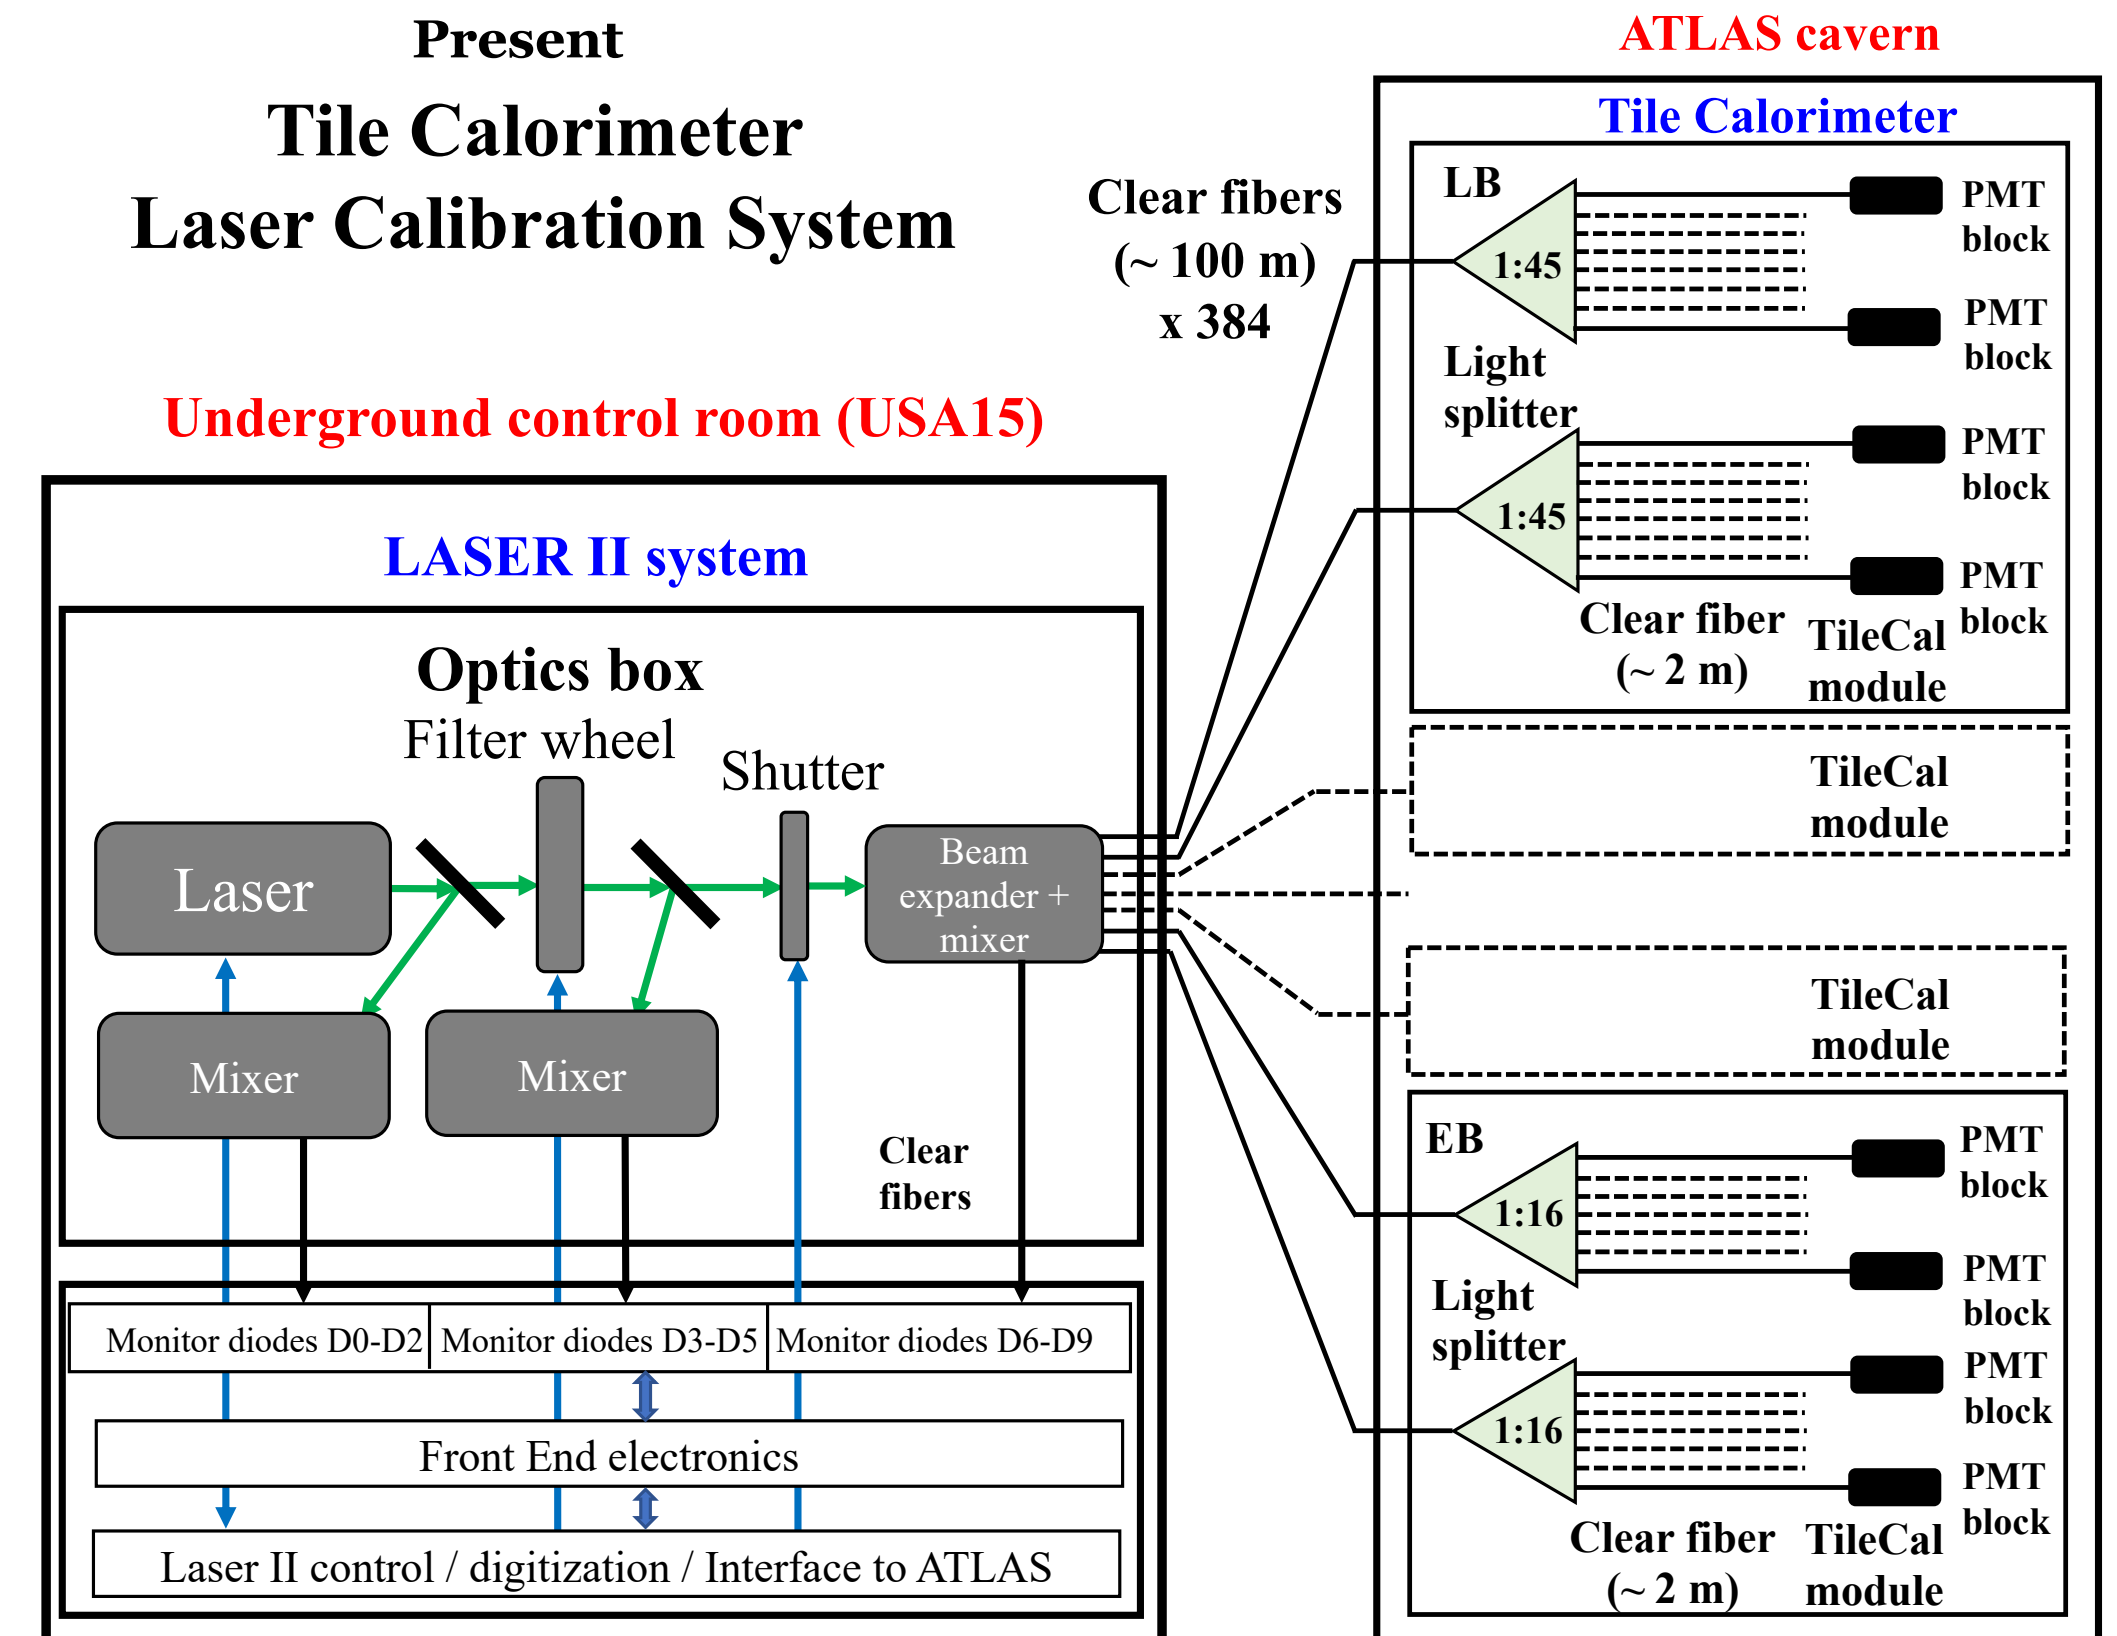 Present
Tile Calorimeter
Laser Calibration System
Underground control room (USA15)
LASER II system
Optics box
Filter wheel
Shutter
Laser
Beam
expander +
mixer
Mixer
Mixer
Clear
fibers
Monitor diodes D0-D2
Monitor diodes D3-D5
Monitor diodes D6-D9
Front End electronics
Laser II control / digitization / Interface to ATLAS
Clear fibers
(~ 100 m)
x 384
ATLAS cavern
Tile Calorimeter
LB
1:45
PMT
block
PMT
block
Light
splitter
1:45
PMT
block
PMT
block
Clear fiber
(~ 2 m)
TileCal
module
TileCal
module
TileCal
module
EB
1:16
PMT
block
PMT
block
Light
splitter
1:16
PMT
block
PMT
block
Clear fiber
(~ 2 m)
TileCal
module